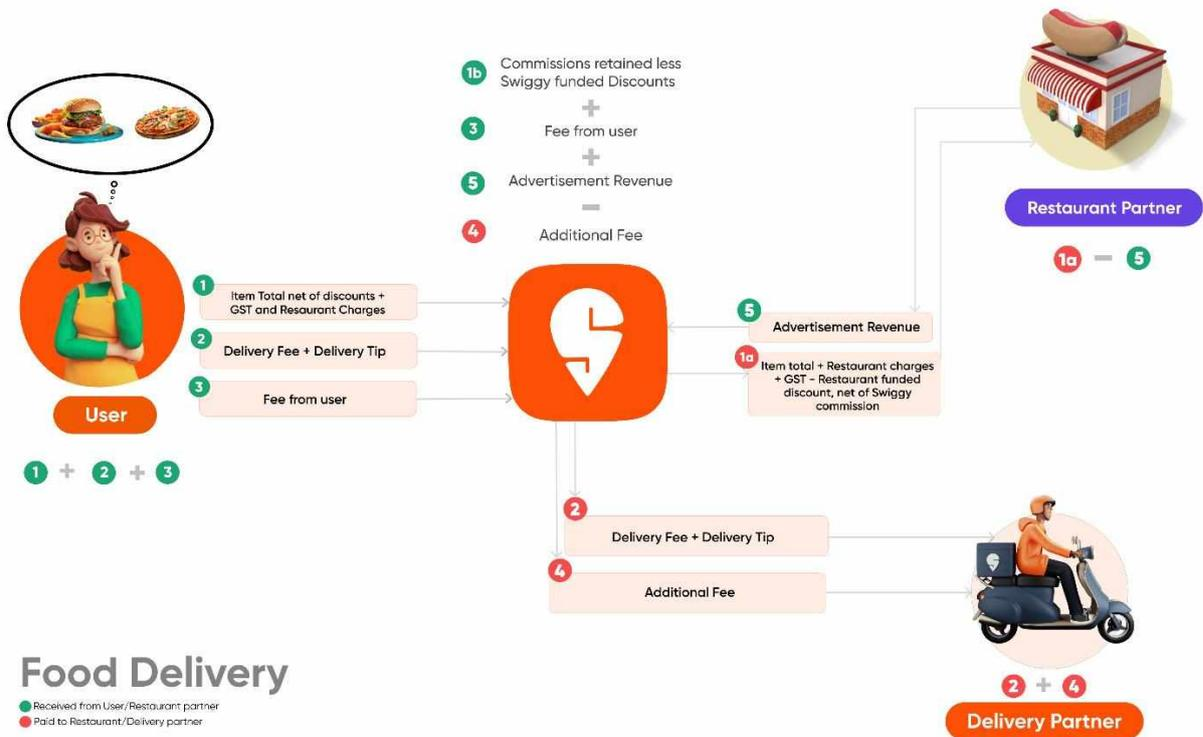 1b Commissions retained less
Swiggy funded Discounts
+
3 Fee from user
+
5 Advertisement Revenue
–
4 Additional Fee
Restaurant Partner
1a – 5
1 Item Total net of discounts +
GST and Resaurant Charges
2 Delivery Fee + Delivery Tip
3 Fee from user
User
1 + 2 + 3
5 Advertisement Revenue
1a Item total + Restaurant charges
+ GST - Restaurant funded
discount, net of Swiggy
commission
2 Delivery Fee + Delivery Tip
4 Additional Fee
2 + 4
Delivery Partner
Food Delivery
Received from User/Restaurant partner
Paid to Restaurant/Delivery partner